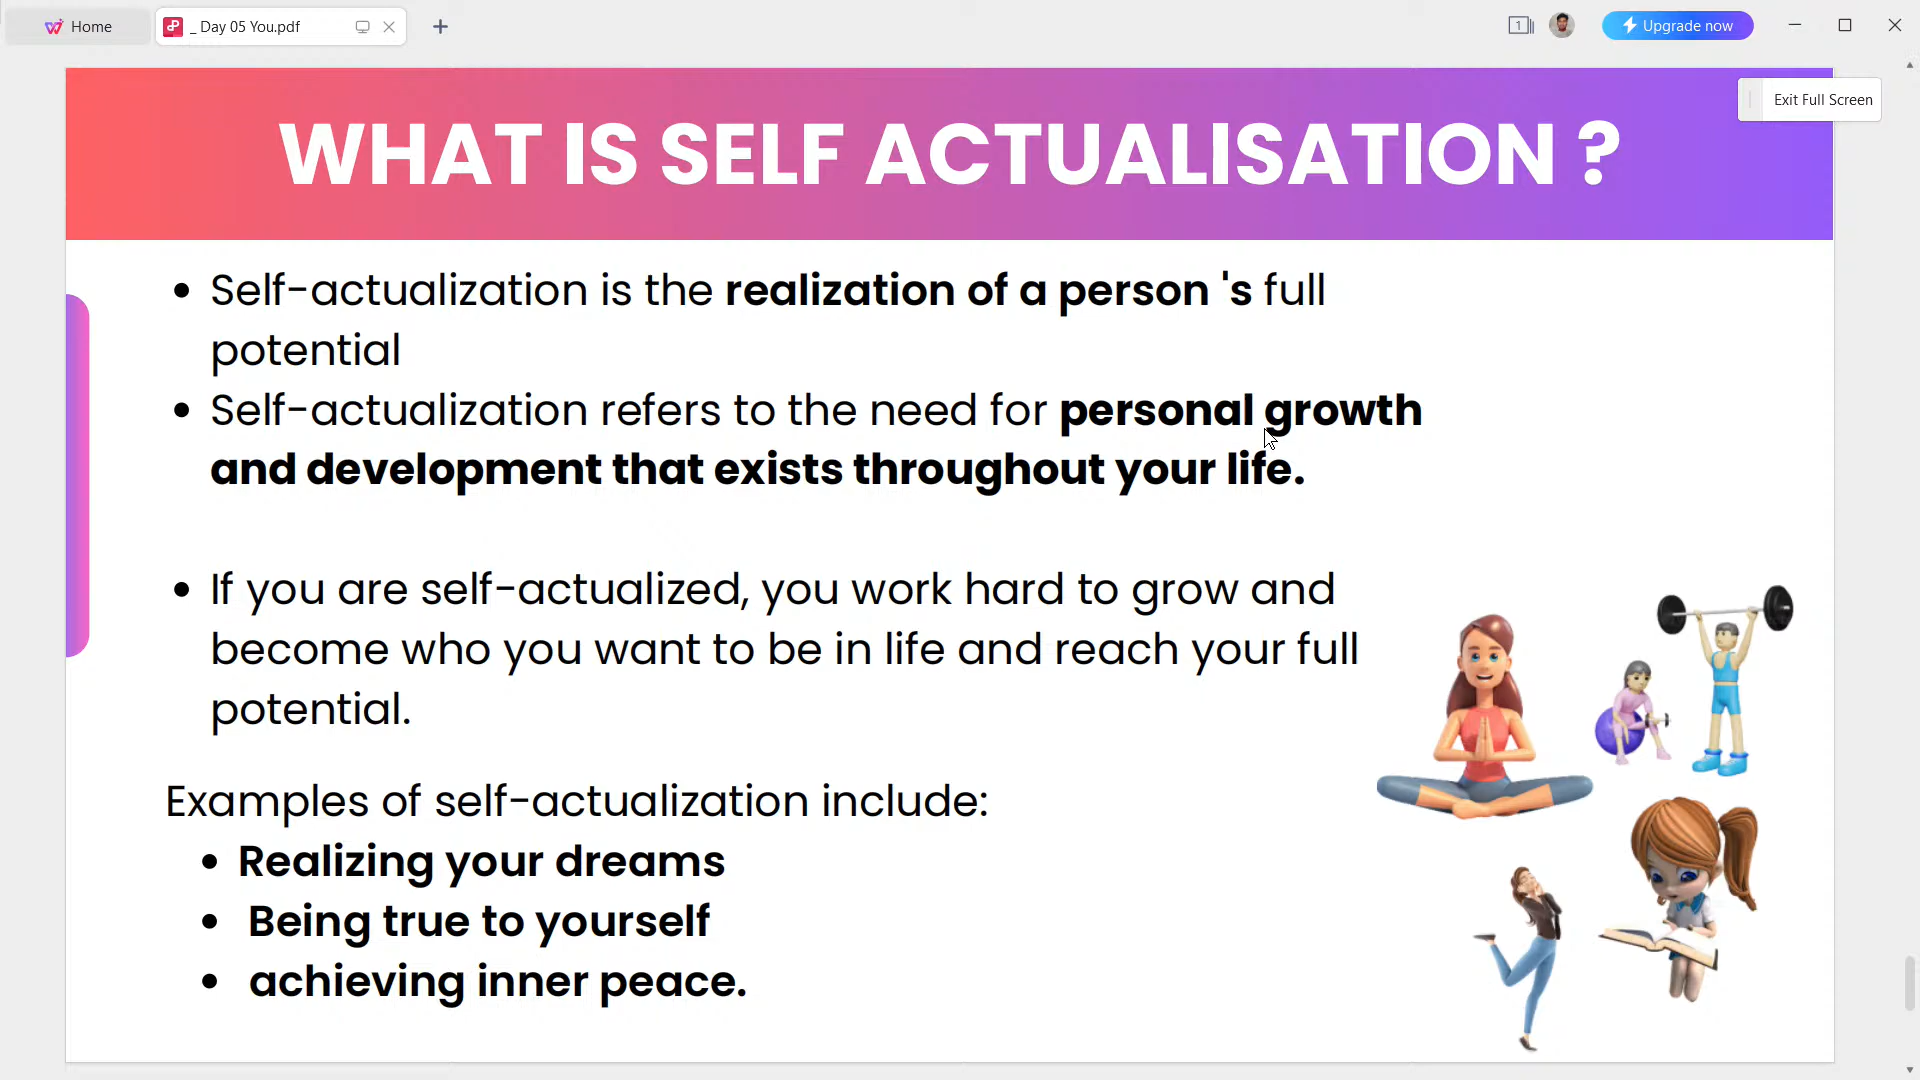 Home
_ Day 05 You.pdf
1
Upgrade now
Exit Full Screen
WHAT IS SELF ACTUALISATION ?
• Self-actualization is the realization of a person 's full
potential
• Self-actualization refers to the need for personal growth
and development that exists throughout your life.
• If you are self-actualized, you work hard to grow and
become who you want to be in life and reach your full
potential.
Examples of self-actualization include:
• Realizing your dreams
• Being true to yourself
• achieving inner peace.